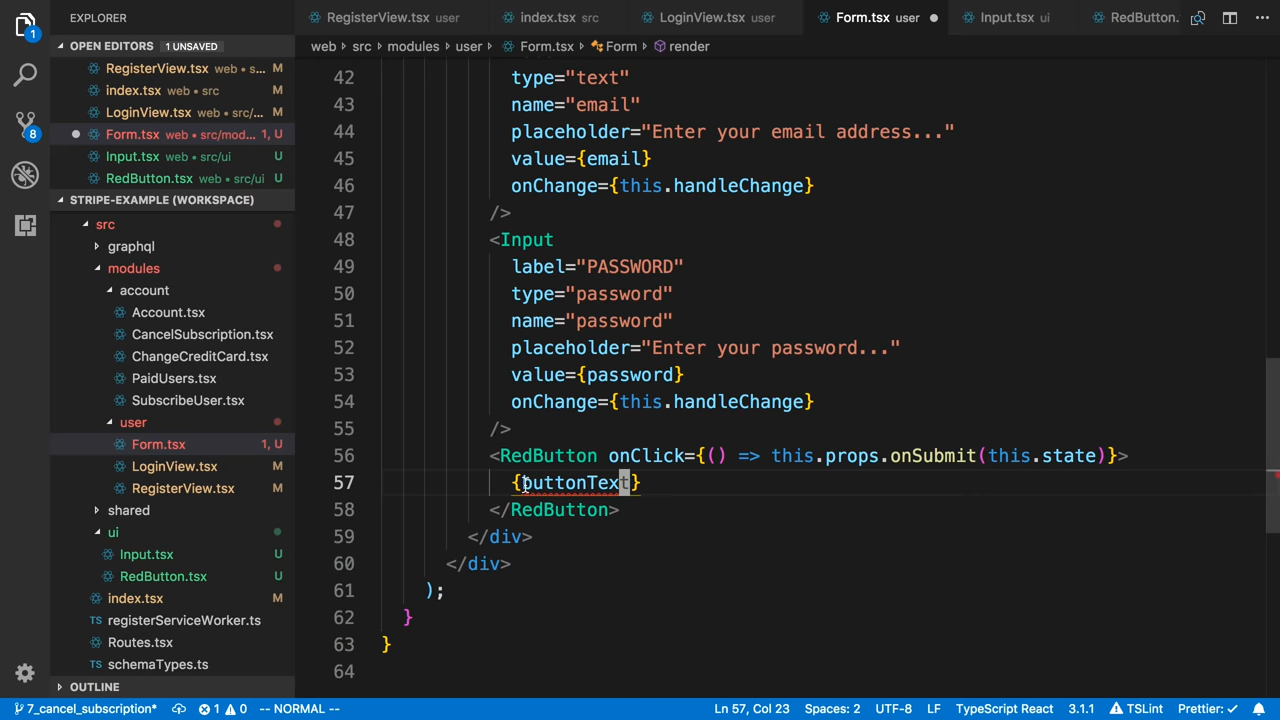 EXPLORER
RegisterView.tsx user
index.tsx src
LoginView.tsx user
Form.tsx user
Input.tsx ui
RedButton.
1
OPEN EDITORS 1 UNSAVED
web src modules user Form.tsx Form render
RegisterView.tsx web • s... M
index.tsx web • src M
LoginView.tsx web • src/... M
Form.tsx web • src/mod... 1, U
Input.tsx web • src/ui U
RedButton.tsx web • src/ui U
8
STRIPE-EXAMPLE (WORKSPACE)
src
graphql
modules
account
Account.tsx
CancelSubscription.tsx
ChangeCreditCard.tsx
PaidUsers.tsx
SubscribeUser.tsx
user
Form.tsx 1, U
LoginView.tsx M
RegisterView.tsx M
shared
ui
Input.tsx U
RedButton.tsx U
index.tsx M
TS registerServiceWorker.ts
Routes.tsx
TS schemaTypes.ts
OUTLINE
42 type="text"
43 name="email"
44 placeholder="Enter your email address..."
45 value={email}
46 onChange={this.handleChange}
47 />
48 <Input
49 label="PASSWORD"
50 type="password"
51 name="password"
52 placeholder="Enter your password..."
53 value={password}
54 onChange={this.handleChange}
55 />
56 <RedButton onClick={() => this.props.onSubmit(this.state)}>
57 {buttonText}
58 </RedButton>
59 </div>
60 </div>
61 );
62 }
63 }
64
7_cancel_subscription* 1 0 -- NORMAL -- Ln 57, Col 23 Spaces: 2 UTF-8 LF TypeScript React 3.1.1 TSLint Prettier: ✓